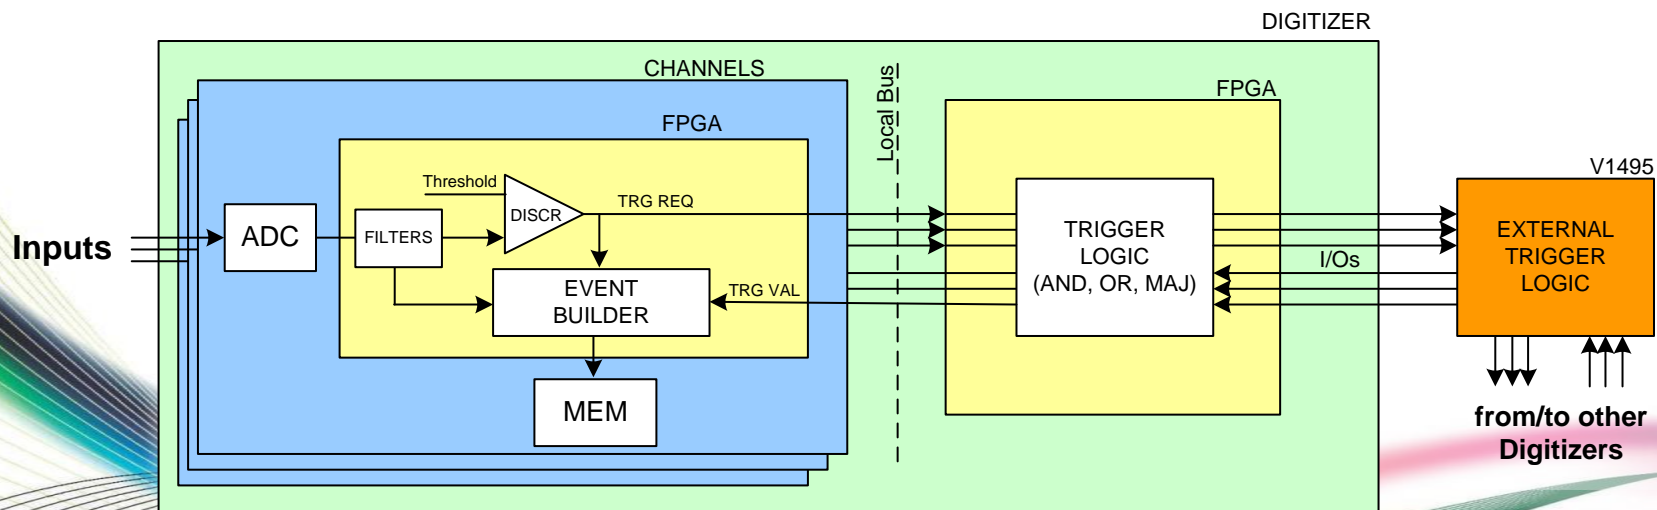 DIGITIZER
CHANNELS
Local Bus
FPGA
FPGA
V1495
Threshold
DISCR
TRG REQ
Inputs
ADC
FILTERS
TRIGGER
LOGIC
(AND, OR, MAJ)
EXTERNAL
TRIGGER
LOGIC
I/Os
EVENT
BUILDER
TRG VAL
MEM
from/to other
Digitizers